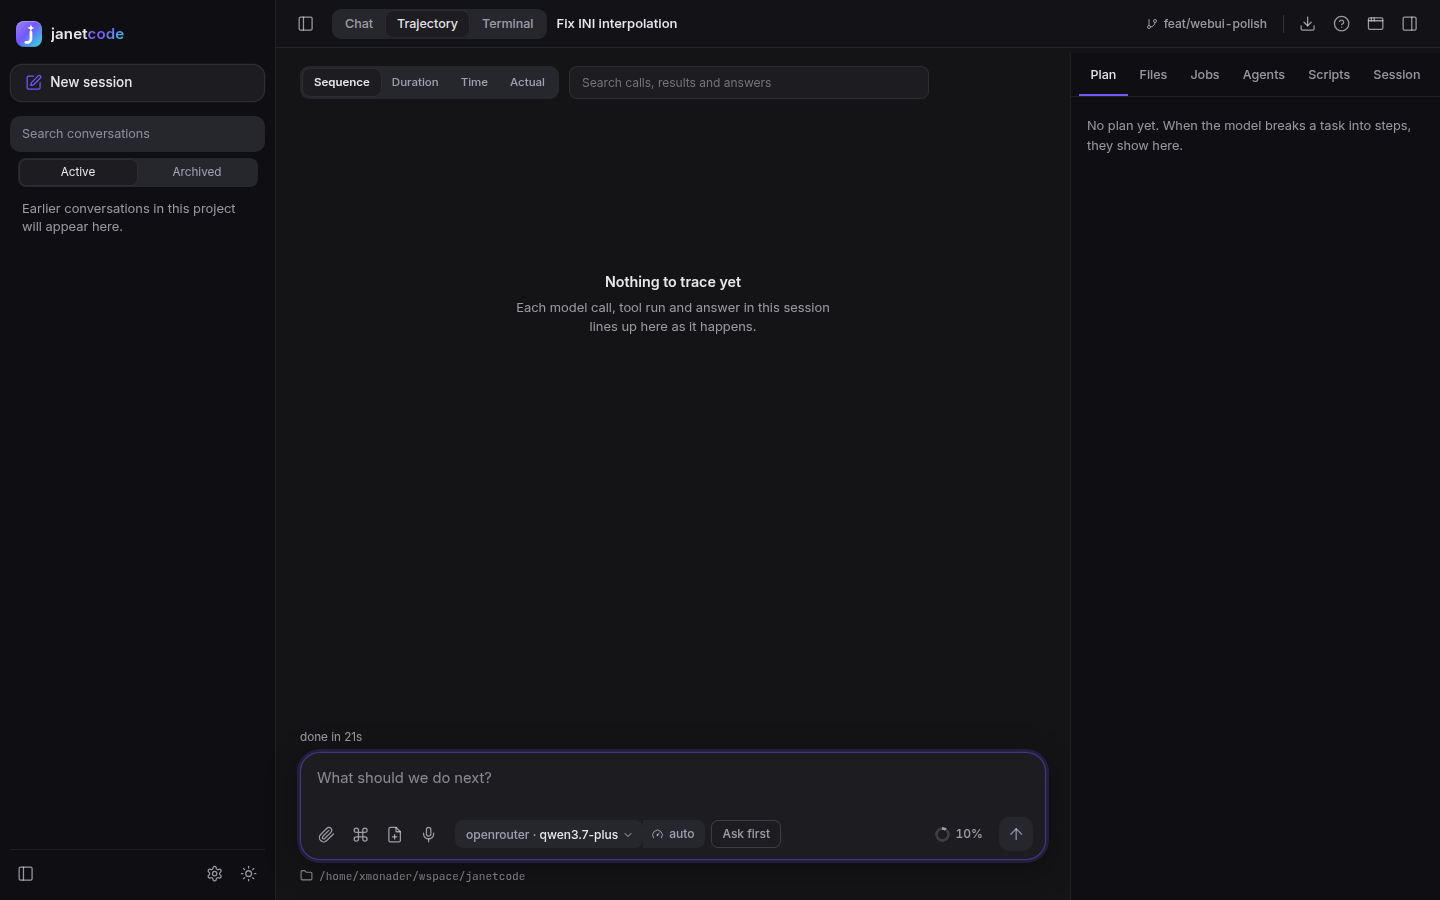 janetcode
New session
Search conversations
Active
Archived
Earlier conversations in this project
will appear here.
Chat
Trajectory
Terminal
Fix INI interpolation
feat/webui-polish
Sequence
Duration
Time
Actual
Search calls, results and answers
Nothing to trace yet
Each model call, tool run and answer in this session
lines up here as it happens.
done in 21s
What should we do next?
openrouter · qwen3.7-plus
auto
Ask first
10%
/home/xmonader/wspace/janetcode
Plan
Files
Jobs
Agents
Scripts
Session
No plan yet. When the model breaks a task into steps,
they show here.